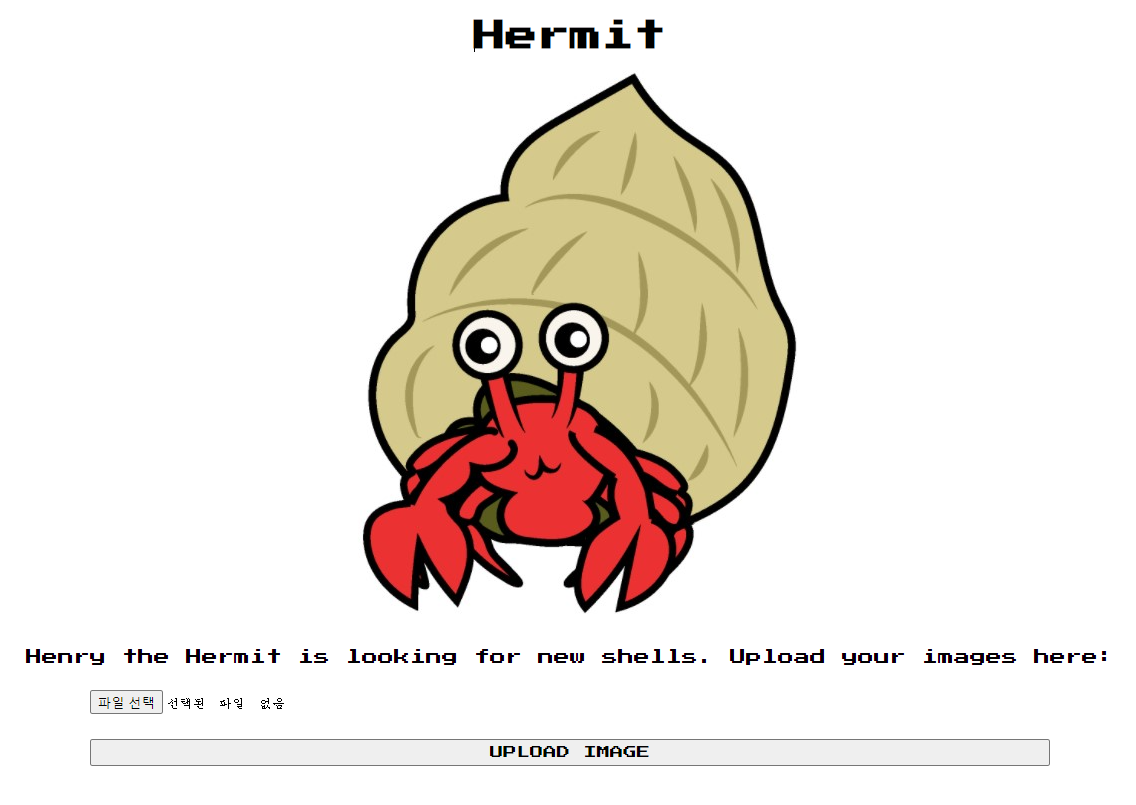 Hermit
Henry the Hermit is looking for new shells. Upload your images here:
파일 선택 선택된 파일 없음
UPLOAD IMAGE